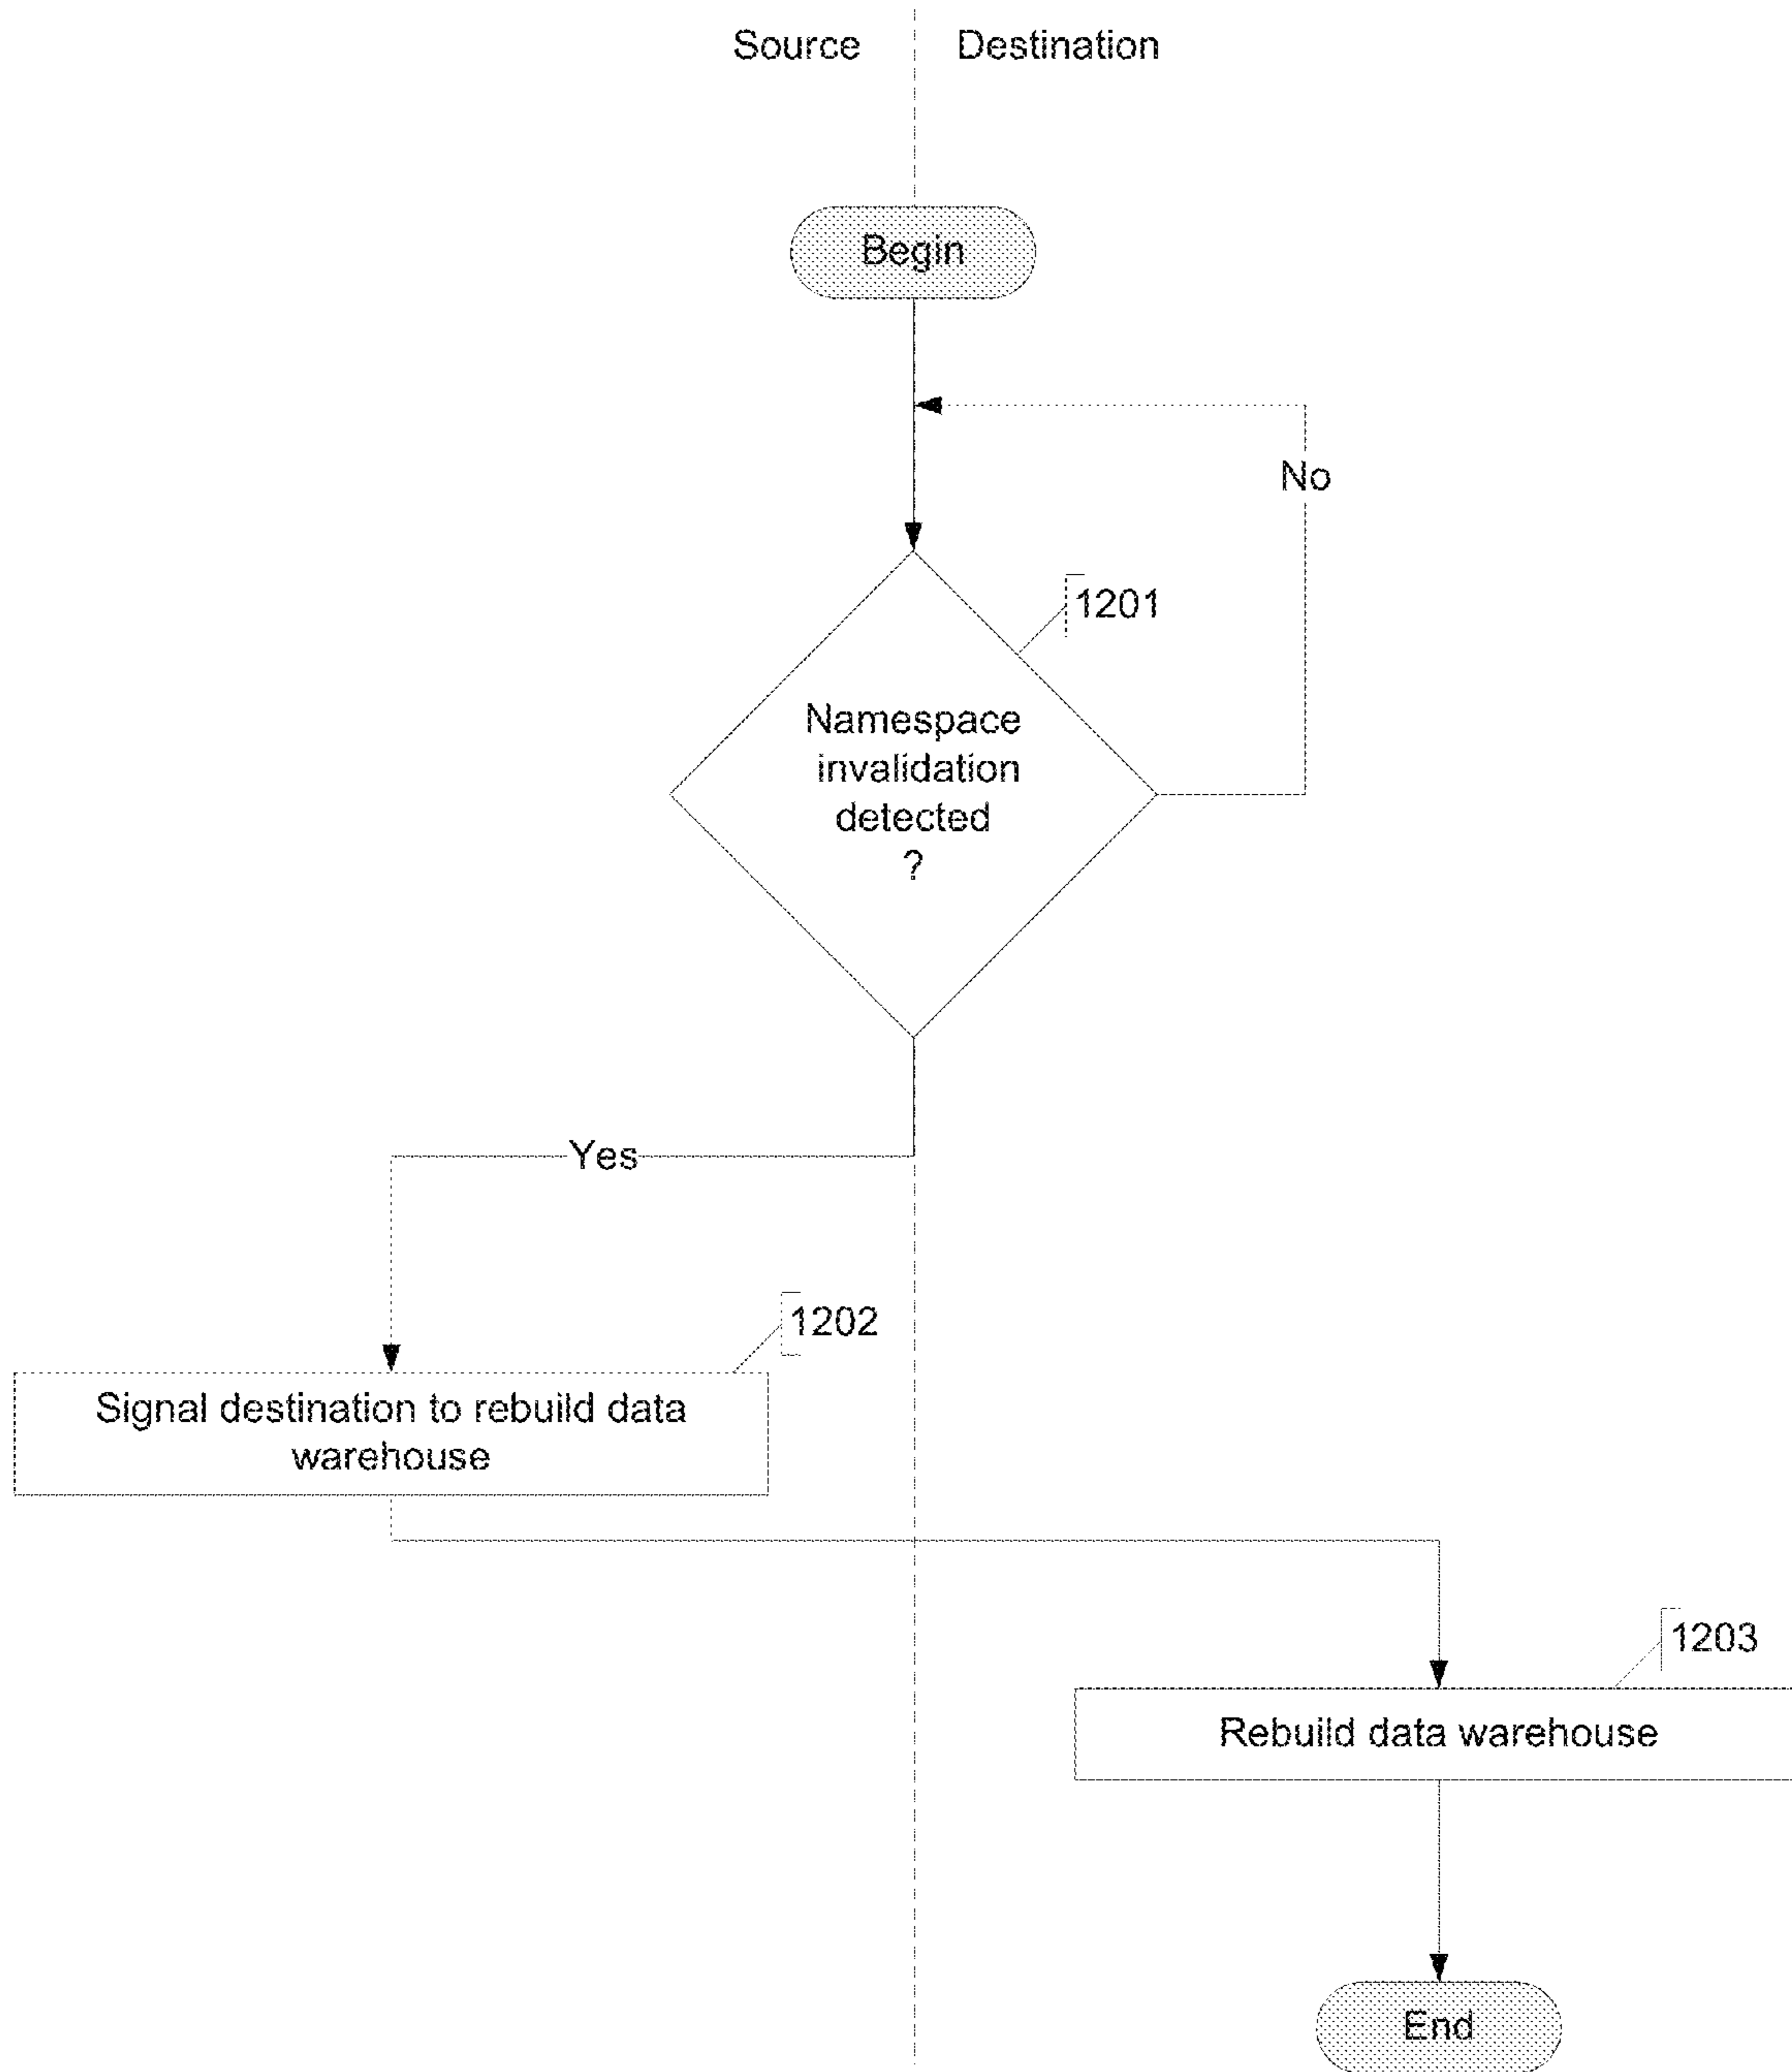 Source
Destination
Begin
No
1201
Namespace
invalidation
detected
?
Yes
1202
Signal destination to rebuild data
warehouse
1203
Rebuild data warehouse
End